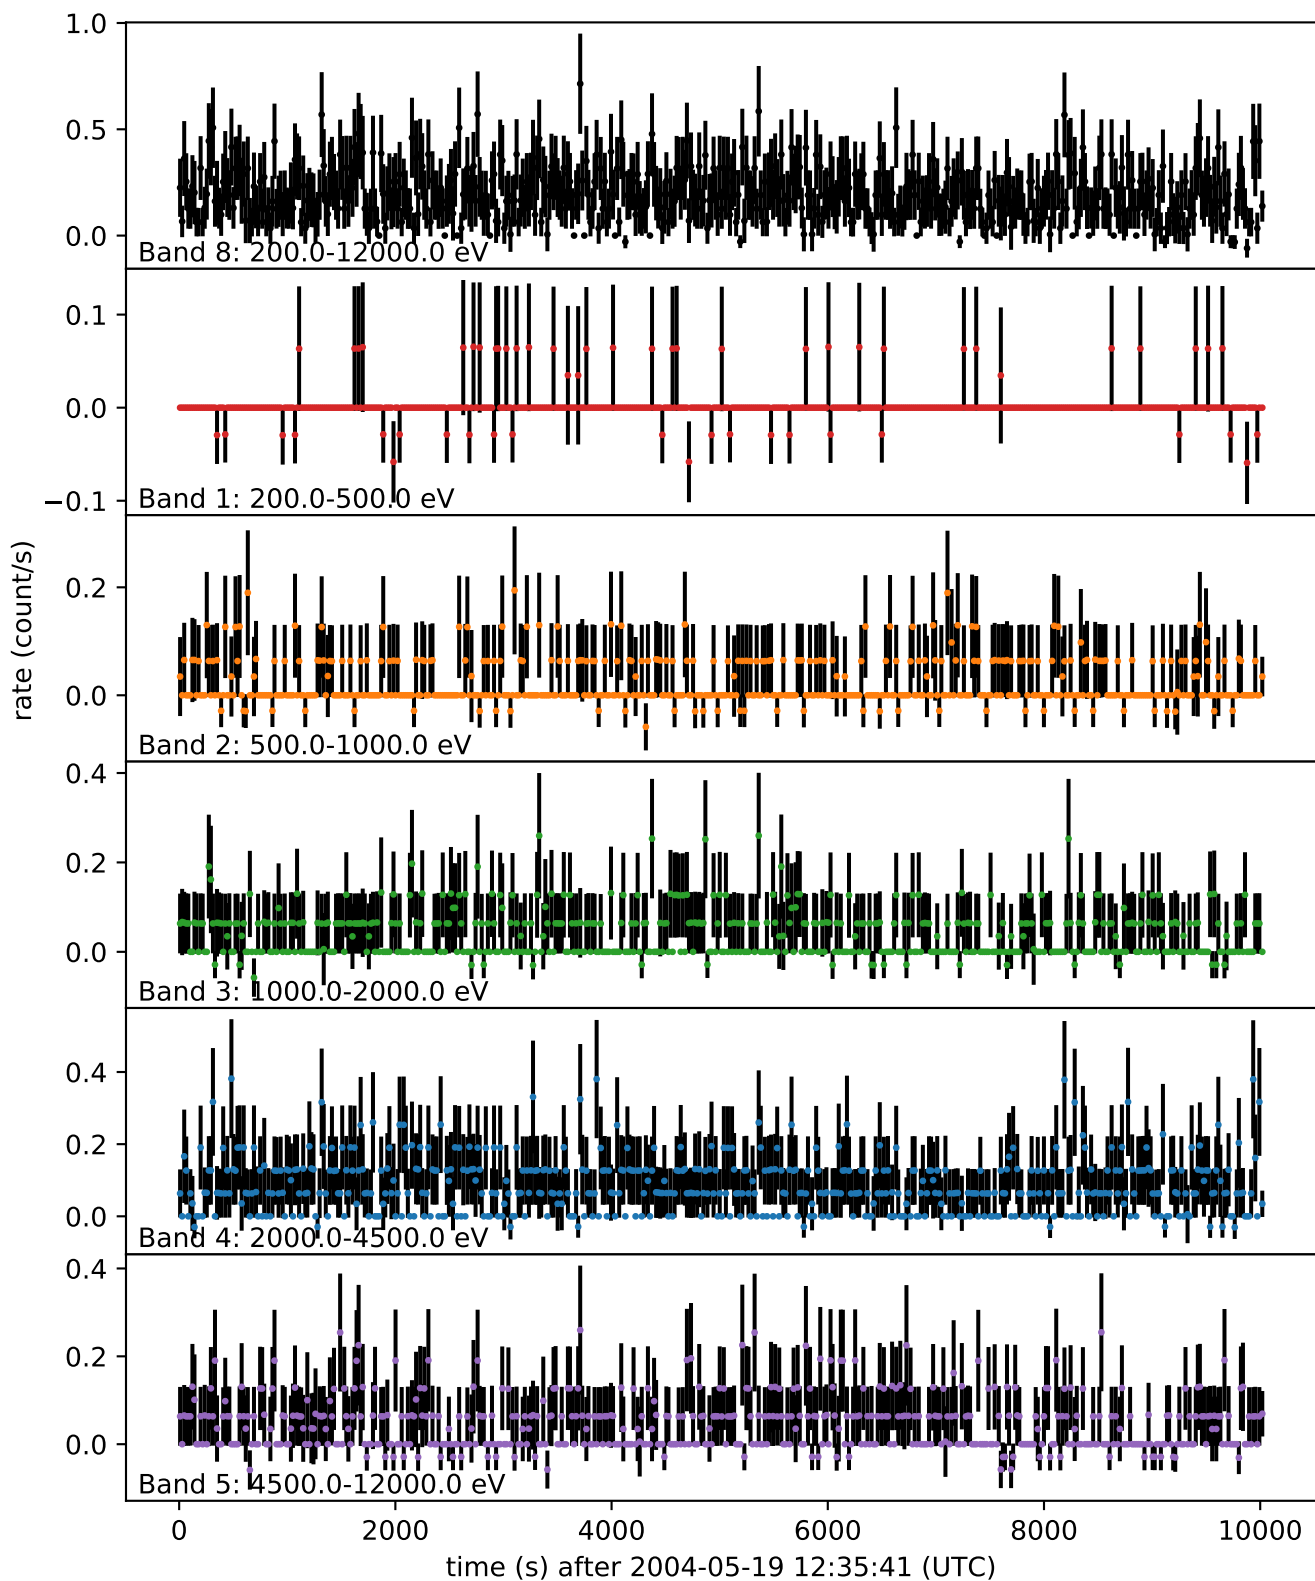 1.0
0.5
0.0
Band 8: 200.0-12000.0 eV
0.1
0.0
−0.1
Band 1: 200.0-500.0 eV
rate (count/s)
0.2
0.0
Band 2: 500.0-1000.0 eV
0.4
0.2
0.0
Band 3: 1000.0-2000.0 eV
0.4
0.2
0.0
Band 4: 2000.0-4500.0 eV
0.4
0.2
0.0
Band 5: 4500.0-12000.0 eV
0 2000 4000 6000 8000 10000
time (s) after 2004-05-19 12:35:41 (UTC)